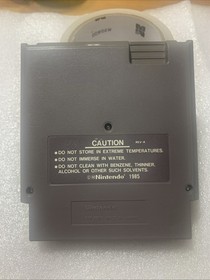 CAUTION
• DO NOT STORE IN EXTREME TEMPERATURES.
• DO NOT IMMERSE IN WATER.
• DO NOT CLEAN WITH BENZENE, THINNER,
ALCOHOL OR OTHER SUCH SOLVENTS.
©Nintendo 1985